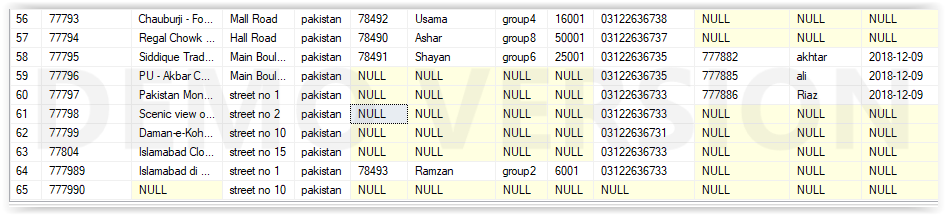 56 77793 Chauburji - Fo... Mall Road pakistan 78492 Usama group4 16001 03122636738 NULL NULL NULL
57 77794 Regal Chowk ... Hall Road pakistan 78490 Ashar group8 50001 03122636737 NULL NULL NULL
58 77795 Siddique Trad... Main Boul... pakistan 78491 Shayan group6 25001 03122636735 777882 akhtar 2018-12-09
59 777796 PU - Akbar C... Main Boul... pakistan NULL NULL NULL NULL 03122636733 777885 ali 2018-12-09
60 77797 Pakistan Mon... street no 1 pakistan NULL NULL NULL NULL 03122636733 777886 Riaz 2018-12-09
61 77798 Scenic view o... street no 2 pakistan NULL NULL NULL NULL 03122636733 NULL NULL NULL
62 77799 Daman-e-Koh... street no 10 pakistan NULL NULL NULL NULL 03122636731 NULL NULL NULL
63 77804 Islamabad Clo... street no 15 pakistan NULL NULL NULL NULL 03122636733 NULL NULL NULL
64 777989 Islamabad di ... street no 1 pakistan 78493 Ramzan group2 6001 03122636733 NULL NULL NULL
65 777990 NULL street no 10 pakistan NULL NULL NULL NULL NULL NULL NULL NULL
DEMO VERSION